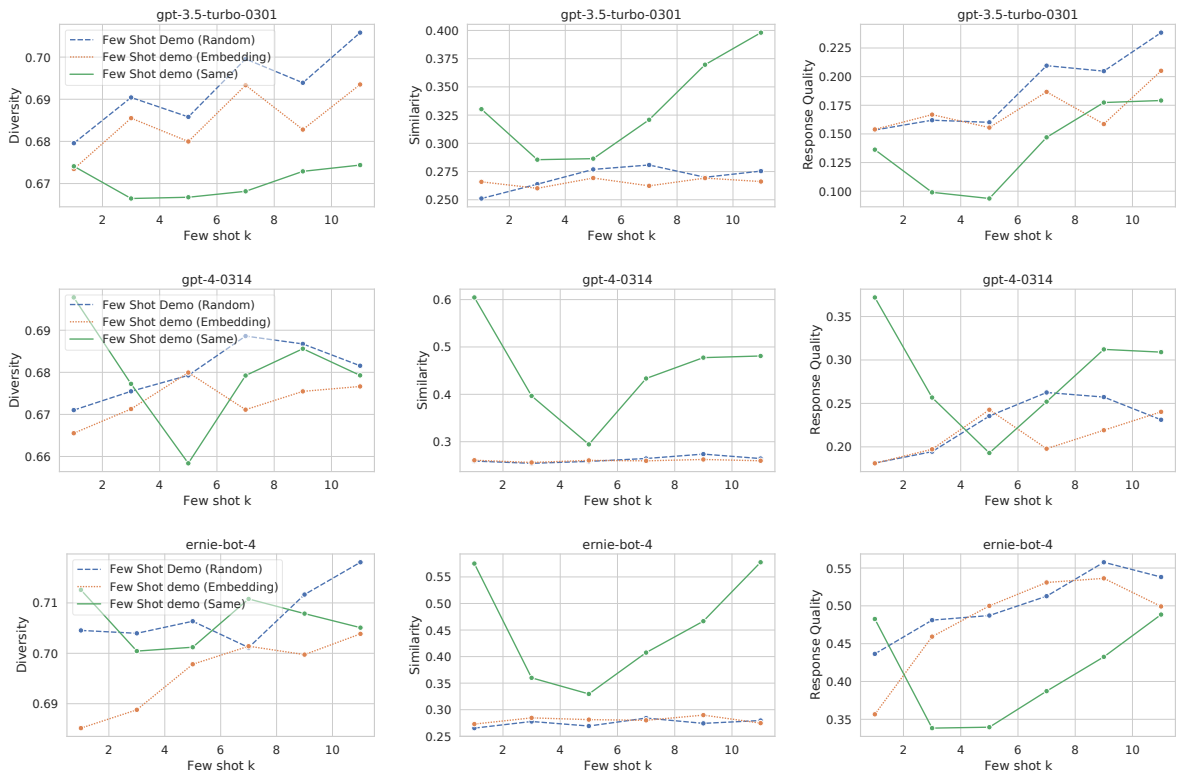 gpt-3.5-turbo-0301
Diversity
0.70
0.69
0.68
0.67
Few Shot Demo (Random)
Few Shot demo (Embedding)
Few Shot demo (Same)
2 4 6 8 10
Few shot k
gpt-3.5-turbo-0301
Similarity
0.400
0.375
0.350
0.325
0.300
0.275
0.250
2 4 6 8 10
Few shot k
gpt-3.5-turbo-0301
Response Quality
0.225
0.200
0.175
0.150
0.125
0.100
2 4 6 8 10
Few shot k
gpt-4-0314
Diversity
0.69
0.68
0.67
0.66
Few Shot Demo (Random)
Few Shot demo (Embedding)
Few Shot demo (Same)
2 4 6 8 10
Few shot k
gpt-4-0314
Similarity
0.6
0.5
0.4
0.3
2 4 6 8 10
Few shot k
gpt-4-0314
Response Quality
0.35
0.30
0.25
0.20
2 4 6 8 10
Few shot k
ernie-bot-4
Diversity
0.71
0.70
0.69
Few Shot Demo (Random)
Few Shot demo (Embedding)
Few Shot demo (Same)
2 4 6 8 10
Few shot k
ernie-bot-4
Similarity
0.55
0.50
0.45
0.40
0.35
0.30
0.25
2 4 6 8 10
Few shot k
ernie-bot-4
Response Quality
0.55
0.50
0.45
0.40
0.35
2 4 6 8 10
Few shot k